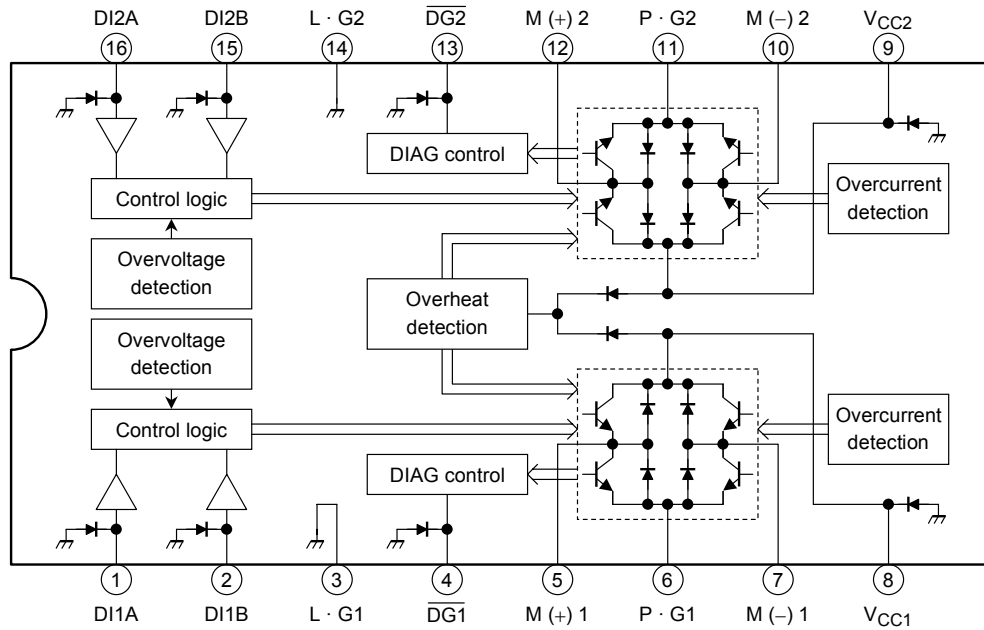 DI2A DI2B L · G2 DG2 M (+) 2 P · G2 M (−) 2 VCC2
16 15 14 13 12 11 10 9
DIAG control
Control logic
Overcurrent
detection
Overvoltage
detection
Overheat
detection
Overvoltage
detection
Control logic
Overcurrent
detection
DIAG control
1 2 3 4 5 6 7 8
DI1A DI1B L · G1 DG1 M (+) 1 P · G1 M (−) 1 VCC1